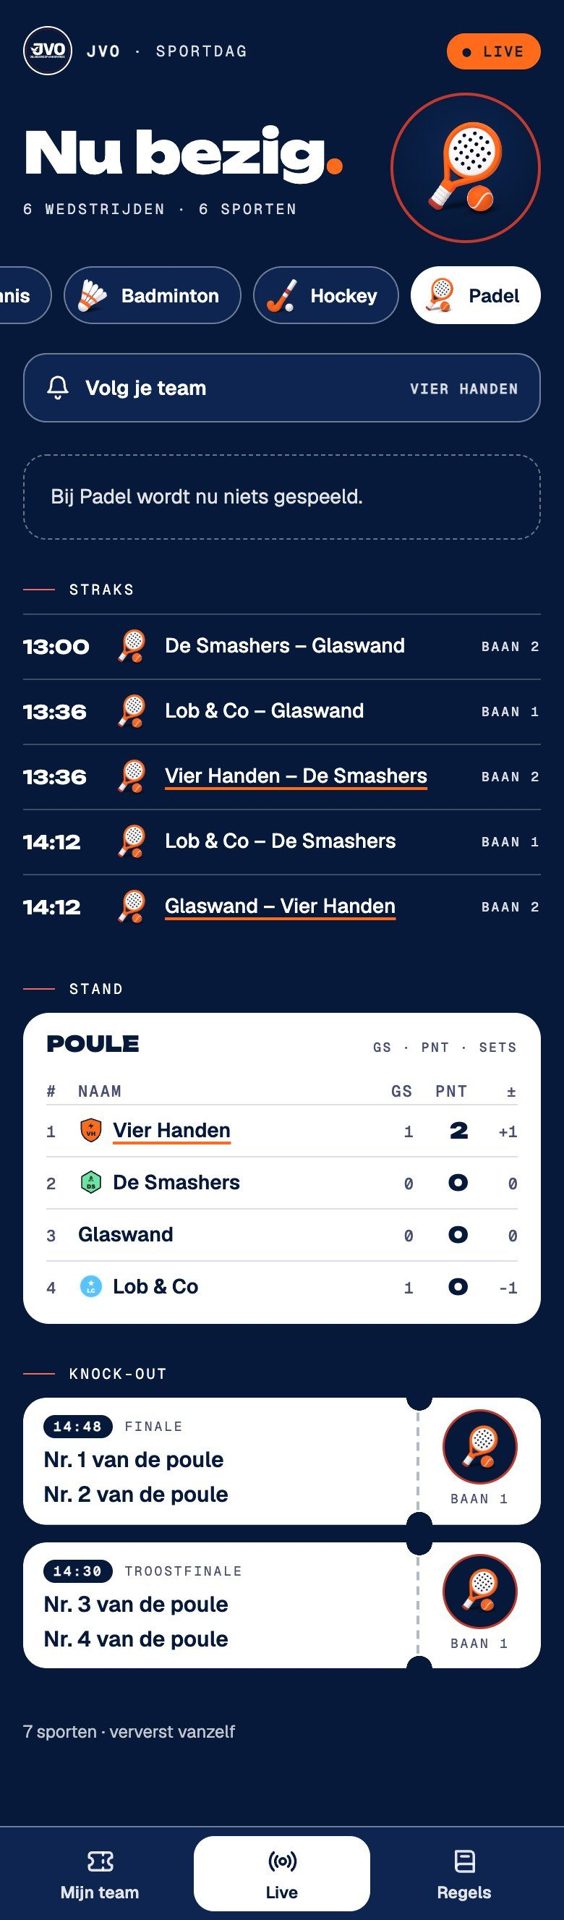 JVO JVO · SPORTDAG LIVE
Nu bezig.
6 WEDSTRIJDEN · 6 SPORTEN
nnis Badminton Hockey Padel
Volg je team VIER HANDEN
Bij Padel wordt nu niets gespeeld.
STRAKS
13:00 De Smashers – Glaswand BAAN 2
13:36 Lob & Co – Glaswand BAAN 1
13:36 Vier Handen – De Smashers BAAN 2
14:12 Lob & Co – De Smashers BAAN 1
14:12 Glaswand – Vier Handen BAAN 2
STAND
POULE GS · PNT · SETS
# NAAM GS PNT ±
1 VH Vier Handen 1 2 +1
2 DS De Smashers 0 0 0
3 Glaswand 0 0 0
4 LC Lob & Co 1 0 -1
KNOCK-OUT
14:48 FINALE
Nr. 1 van de poule
Nr. 2 van de poule
BAAN 1
14:30 TROOSTFINALE
Nr. 3 van de poule
Nr. 4 van de poule
BAAN 1
7 sporten · ververst vanzelf
Mijn team Live Regels